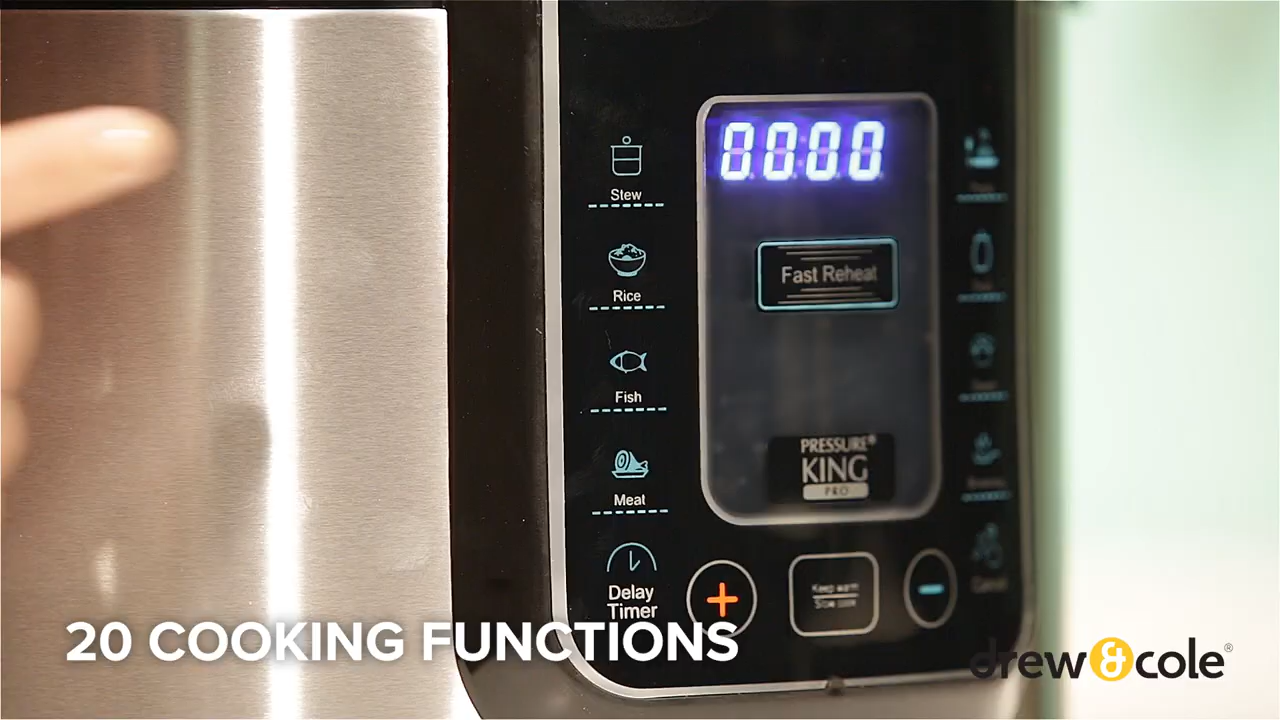 0000
Stew
Fast Reheat
Rice
Fish
Meat
PRESSURE®
KING
PRO
Delay
Timer
+
Keep warm
Slow cook
-
20 COOKING FUNCTIONS
drew&cole®